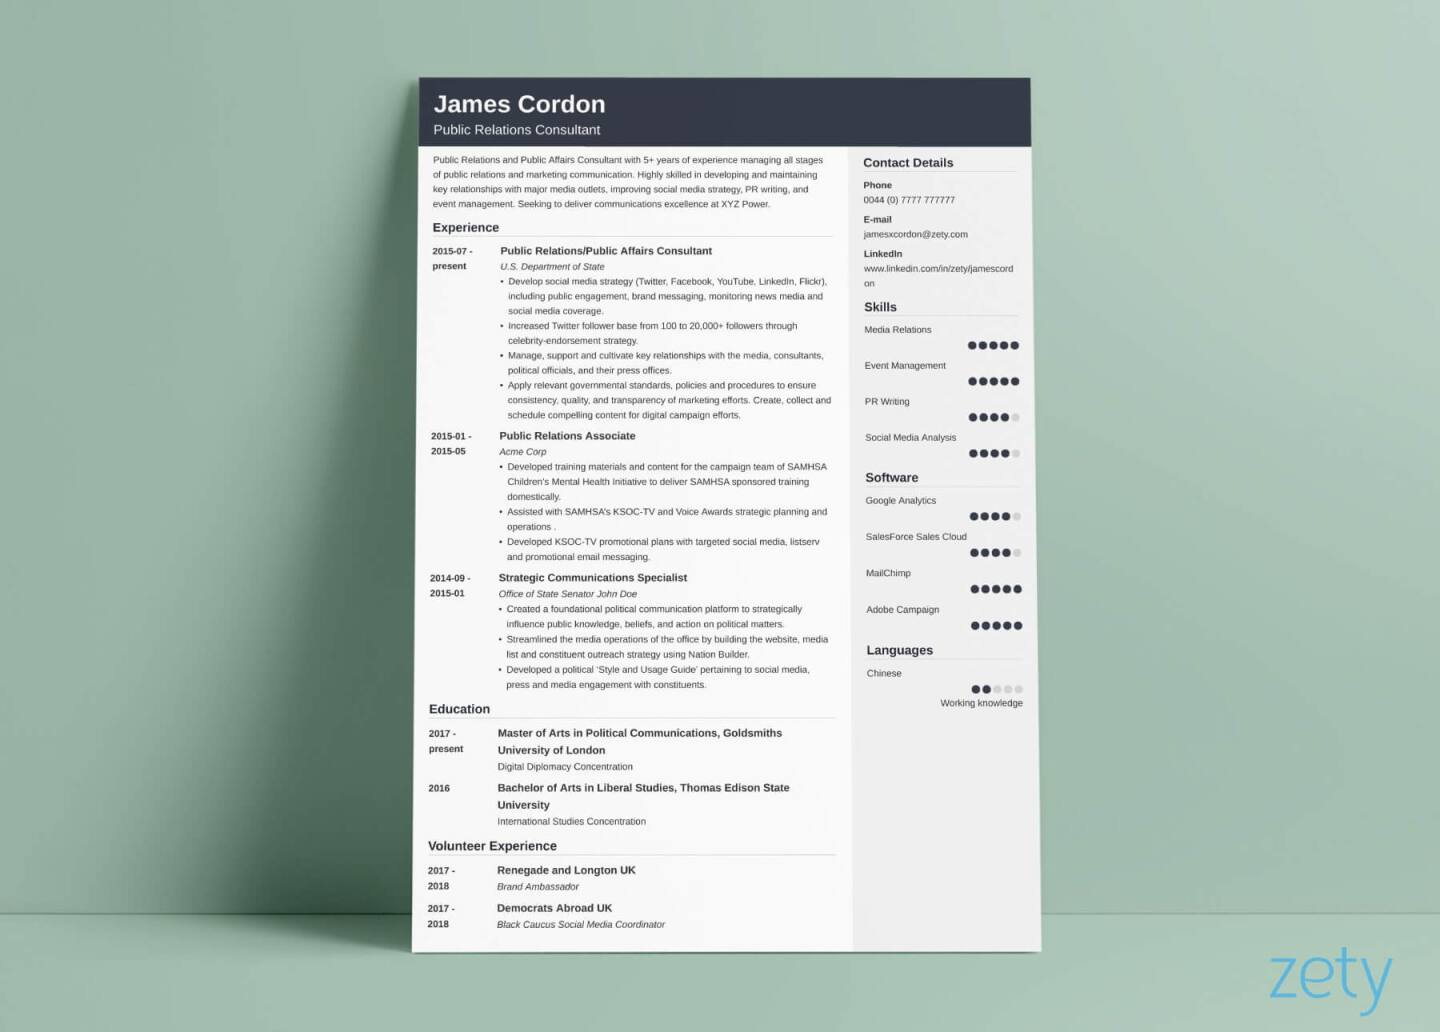 James Cordon
Public Relations Consultant
Public Relations and Public Affairs Consultant with 5+ years of experience managing all stages
of public relations and marketing communication. Highly skilled in developing and maintaining
key relationships with major media outlets, improving social media strategy, PR writing, and
event management. Seeking to deliver communications excellence at XYZ Power.
Experience
2015-07 -
present
Public Relations/Public Affairs Consultant
U.S. Department of State
• Develop social media strategy (Twitter, Facebook, YouTube, LinkedIn, Flickr),
including public engagement, brand messaging, monitoring news media and
social media coverage.
• Increased Twitter follower base from 100 to 20,000+ followers through
celebrity-endorsement strategy.
• Manage, support and cultivate key relationships with the media, consultants,
political officials, and their press offices.
• Apply relevant governmental standards, policies and procedures to ensure
consistency, quality, and transparency of marketing efforts. Create, collect and
schedule compelling content for digital campaign efforts.
2015-01 -
2015-05
Public Relations Associate
Acme Corp
• Developed training materials and content for the campaign team of SAMHSA
Children's Mental Health Initiative to deliver SAMHSA sponsored training
domestically.
• Assisted with SAMHSA's KSOC-TV and Voice Awards strategic planning and
operations .
• Developed KSOC-TV promotional plans with targeted social media, listserv
and promotional email messaging.
2014-09 -
2015-01
Strategic Communications Specialist
Office of State Senator John Doe
• Created a foundational political communication platform to strategically
influence public knowledge, beliefs, and action on political matters.
• Streamlined the media operations of the office by building the website, media
list and constituent outreach strategy using Nation Builder.
• Developed a political 'Style and Usage Guide' pertaining to social media,
press and media engagement with constituents.
Education
2017 -
present
Master of Arts in Political Communications, Goldsmiths
University of London
Digital Diplomacy Concentration
2016
Bachelor of Arts in Liberal Studies, Thomas Edison State
University
International Studies Concentration
Volunteer Experience
2017 -
2018
Renegade and Longton UK
Brand Ambassador
2017 -
2018
Democrats Abroad UK
Black Caucus Social Media Coordinator
Contact Details
Phone
0044 (0) 7777 777777
E-mail
jamesxcordon@zety.com
LinkedIn
www.linkedin.com/in/zety/jamescord
on
Skills
Media Relations
Event Management
PR Writing
Social Media Analysis
Software
Google Analytics
SalesForce Sales Cloud
MailChimp
Adobe Campaign
Languages
Chinese
Working knowledge
zety